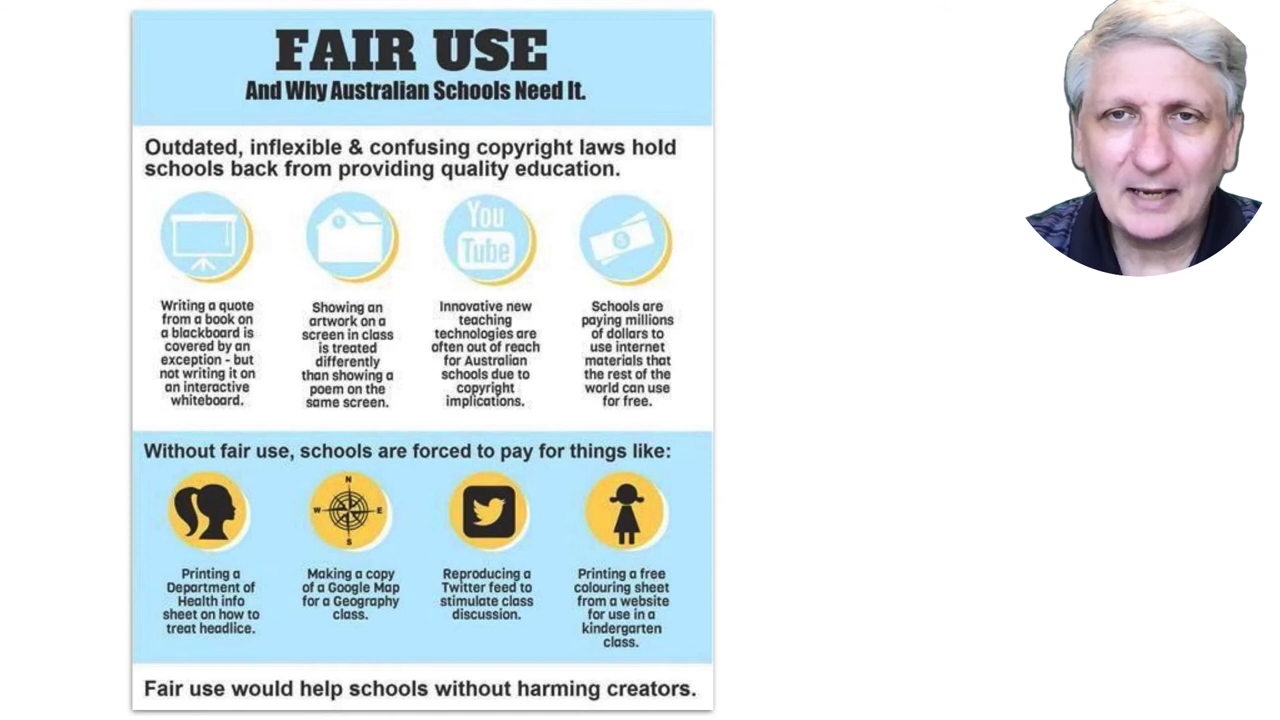 FAIR USE
And Why Australian Schools Need It.
Outdated, inflexible & confusing copyright laws hold
schools back from providing quality education.
You
Tube
Writing a quote
from a book on
a blackboard is
covered by an
exception - but
not writing it on
an interactive
whiteboard.
Showing an
artwork on a
screen in class
is treated
differently
than showing a
poem on the
same screen.
Innovative new
teaching
technologies are
often out of reach
for Australian
schools due to
copyright
implications.
Schools are
paying millions
of dollars to
use internet
materials that
the rest of the
world can use
for free.
Without fair use, schools are forced to pay for things like:
N
W
E
S
Printing a
Department of
Health info
sheet on how to
treat headlice.
Making a copy
of a Google Map
for a Geography
class.
Reproducing a
Twitter feed to
stimulate class
discussion.
Printing a free
colouring sheet
from a website
for use in a
kindergarten
class.
Fair use would help schools without harming creators.